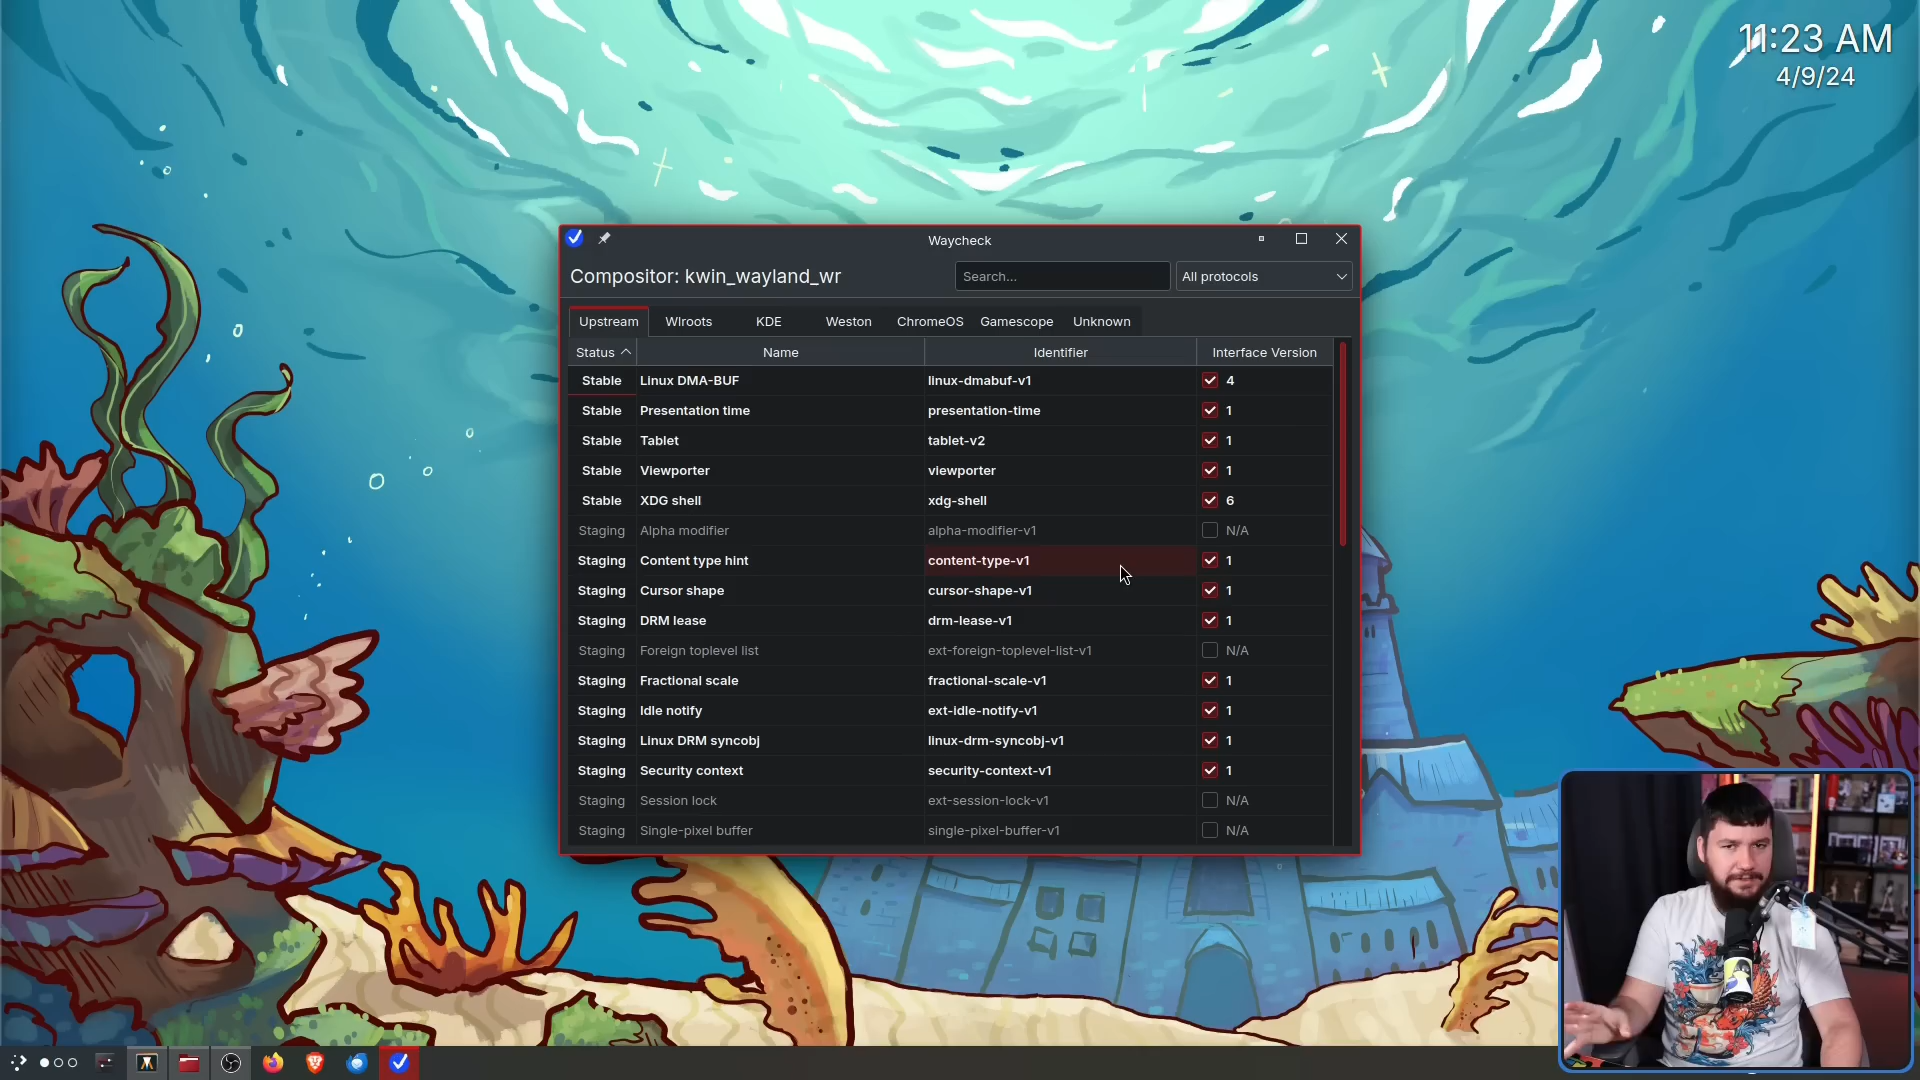 11:23 AM
4/9/24
Waycheck
Compositor: kwin_wayland_wr
Search...
All protocols
Upstream Wlroots KDE Weston ChromeOS Gamescope Unknown
Status Name Identifier Interface Version
Stable Linux DMA-BUF linux-dmabuf-v1 4
Stable Presentation time presentation-time 1
Stable Tablet tablet-v2 1
Stable Viewporter viewporter 1
Stable XDG shell xdg-shell 6
Staging Alpha modifier alpha-modifier-v1 N/A
Staging Content type hint content-type-v1 1
Staging Cursor shape cursor-shape-v1 1
Staging DRM lease drm-lease-v1 1
Staging Foreign toplevel list ext-foreign-toplevel-list-v1 N/A
Staging Fractional scale fractional-scale-v1 1
Staging Idle notify ext-idle-notify-v1 1
Staging Linux DRM syncobj linux-drm-syncobj-v1 1
Staging Security context security-context-v1 1
Staging Session lock ext-session-lock-v1 N/A
Staging Single-pixel buffer single-pixel-buffer-v1 N/A